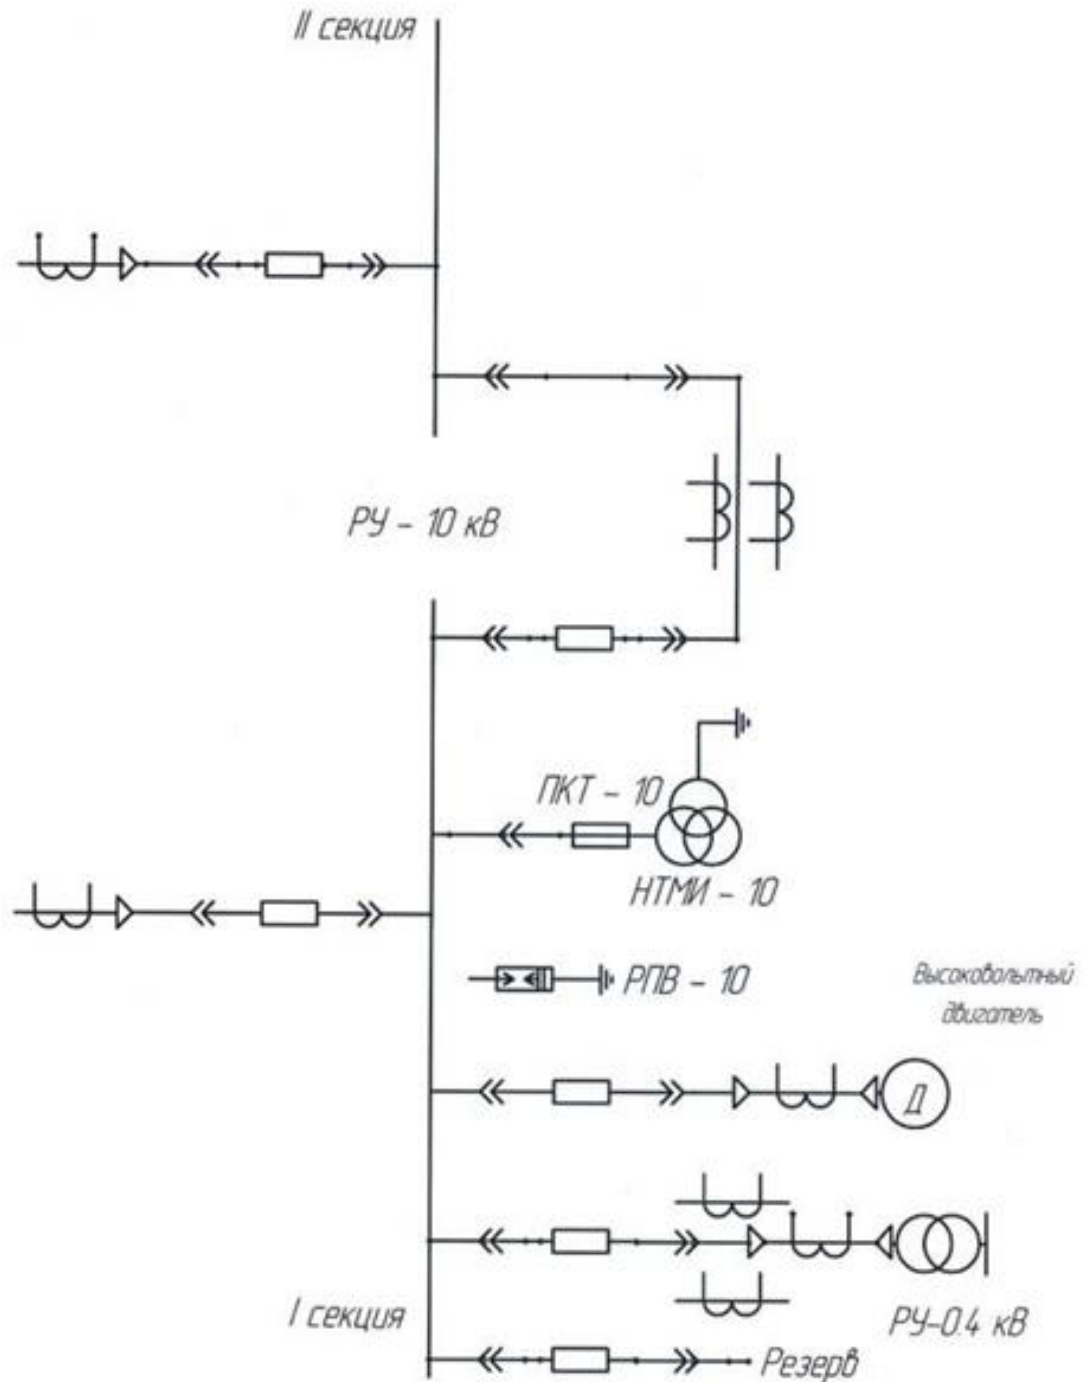 II секция
РУ - 10 кВ
ПКТ - 10
НТМИ - 10
РПВ - 10
Высоковольтный
двигатель
Д
I секция
РУ-0.4 кВ
Резерв